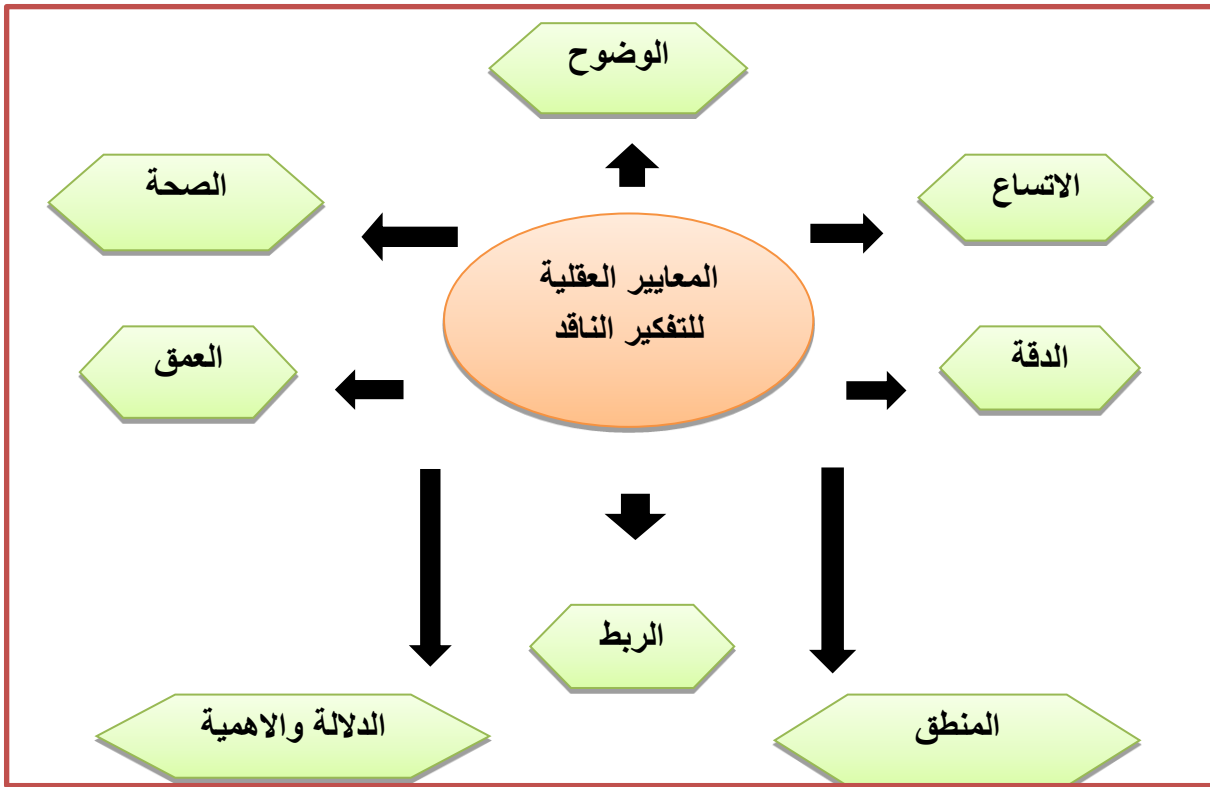 الوضوح
الاتساع
الصحة
المعايير العقلية
للتفكير الناقد
الدقة
العمق
الربط
المنطق
الدلالة والاهمية